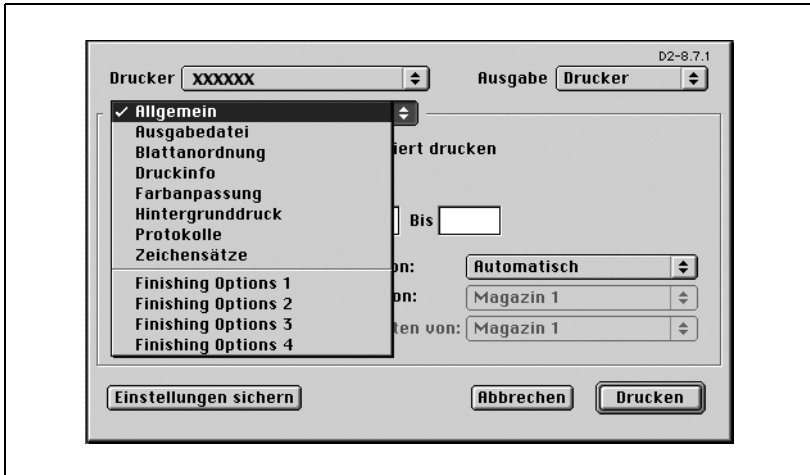 D2-8.7.1
Drucker XXXXXX Ausgabe Drucker
✓ Allgemein
Ausgabedatei
Blattanordnung
iert drucken
Druckinfo
Farbanpassung
Hintergrunddruck
Bis
Protokolle
Zeichensätze
on: Automatisch
Finishing Options 1
on: Magazin 1
Finishing Options 2
Finishing Options 3
ten von: Magazin 1
Finishing Options 4
Einstellungen sichern Abbrechen Drucken